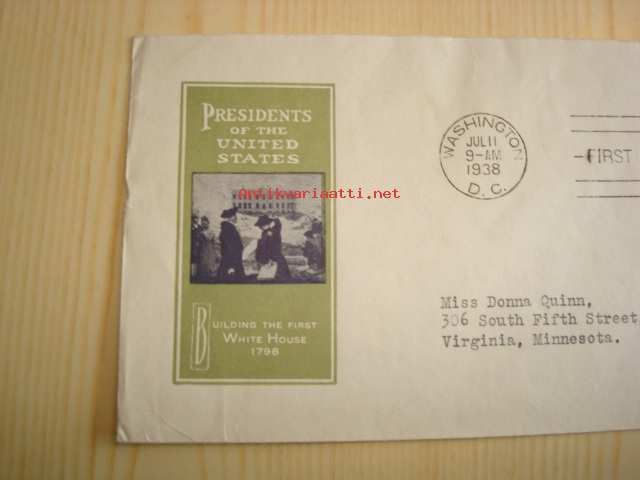 PRESIDENTS
OF THE
UNITED
STATES
Antikvariaatti.net
BUILDING THE FIRST
WHITE HOUSE
1798
WASHINGTON
JUL 11
9-AM
1938
D. C.
FIRST
Miss Donna Quinn,
306 South Fifth Street,
Virginia, Minnesota.